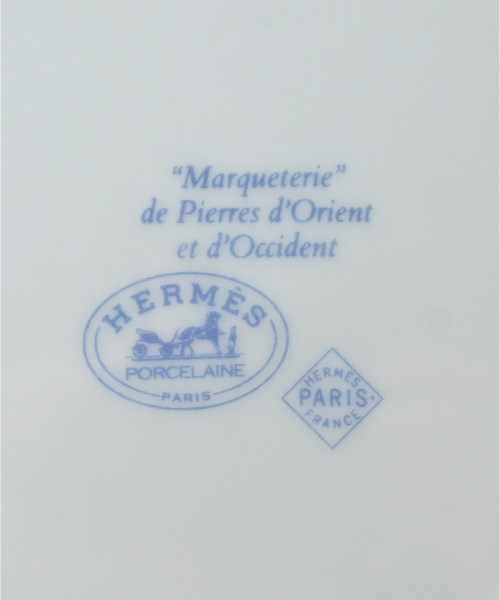 “Marqueterie”
de Pierres d'Orient
et d'Occident
HERMÈS
PORCELAINE
PARIS
HERMÈS
PARIS
FRANCE